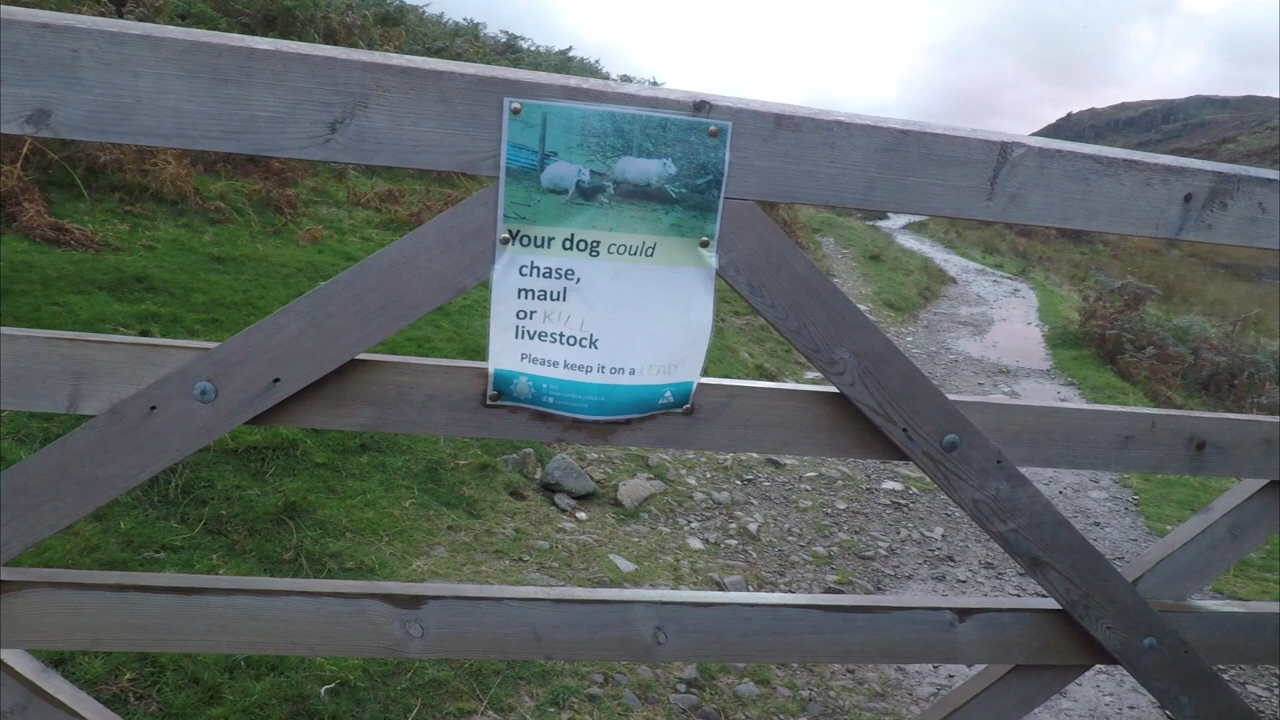 Your dog could
chase,
maul
or KILL
livestock
Please keep it on a LEAD